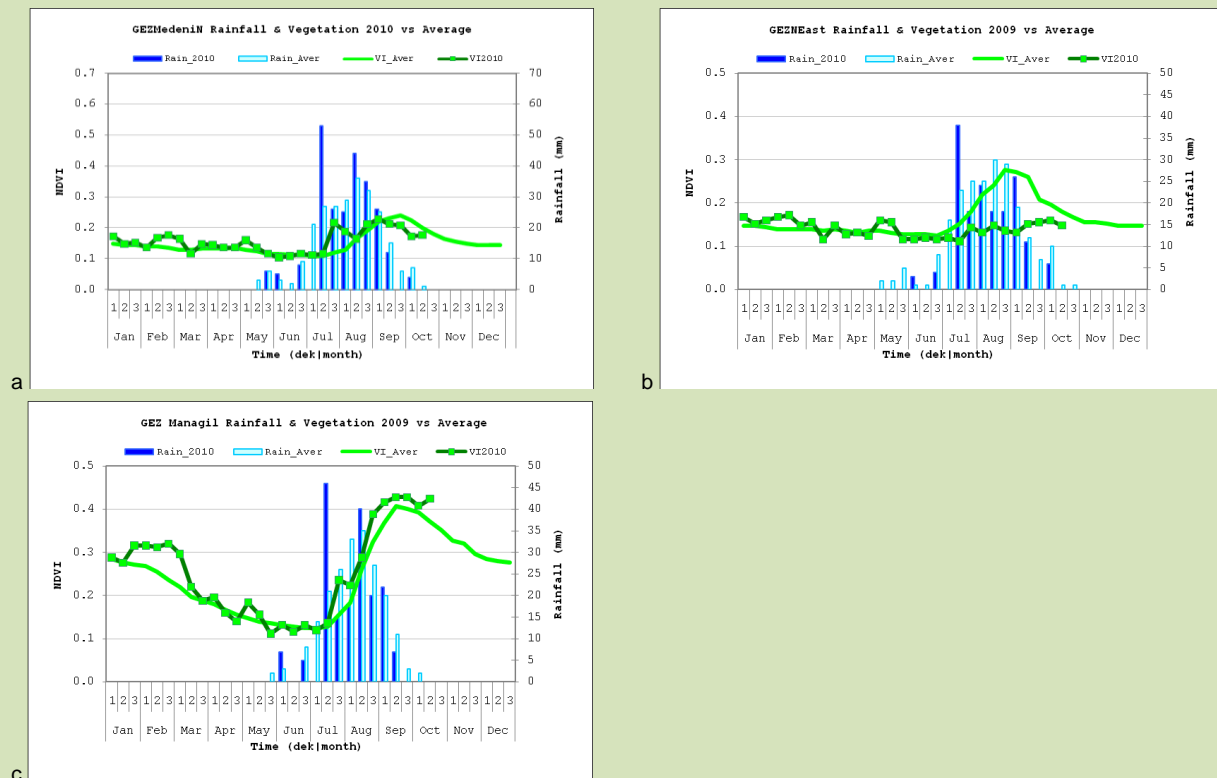 GEZMedeniN Rainfall & Vegetation 2010 vs Average
Rain_2010 Rain_Aver VI_Aver VI2010
0.7 70
0.6 60
0.5 50
0.4 40
0.3 30
0.2 20
0.1 10
0.0 0
NDVI
Rainfall (mm)
1 2 3 1 2 3 1 2 3 1 2 3 1 2 3 1 2 3 1 2 3 1 2 3 1 2 3 1 2 3 1 2 3 1 2 3
Jan Feb Mar Apr May Jun Jul Aug Sep Oct Nov Dec
Time (dek|month)
a
GEZNEast Rainfall & Vegetation 2009 vs Average
Rain_2010 Rain_Aver VI_Aver VI2010
0.5 50
45
0.4 40
35
0.3 30
25
0.2 20
15
0.1 10
5
0.0 0
NDVI
Rainfall (mm)
1 2 3 1 2 3 1 2 3 1 2 3 1 2 3 1 2 3 1 2 3 1 2 3 1 2 3 1 2 3 1 2 3 1 2 3
Jan Feb Mar Apr May Jun Jul Aug Sep Oct Nov Dec
Time (dek|month)
b
GEZ Managil Rainfall & Vegetation 2009 vs Average
Rain_2010 Rain_Aver VI_Aver VI2010
0.5 50
45
0.4 40
35
0.3 30
25
0.2 20
15
0.1 10
5
0.0 0
NDVI
Rainfall (mm)
1 2 3 1 2 3 1 2 3 1 2 3 1 2 3 1 2 3 1 2 3 1 2 3 1 2 3 1 2 3 1 2 3 1 2 3
Jan Feb Mar Apr May Jun Jul Aug Sep Oct Nov Dec
Time (dek|month)
c